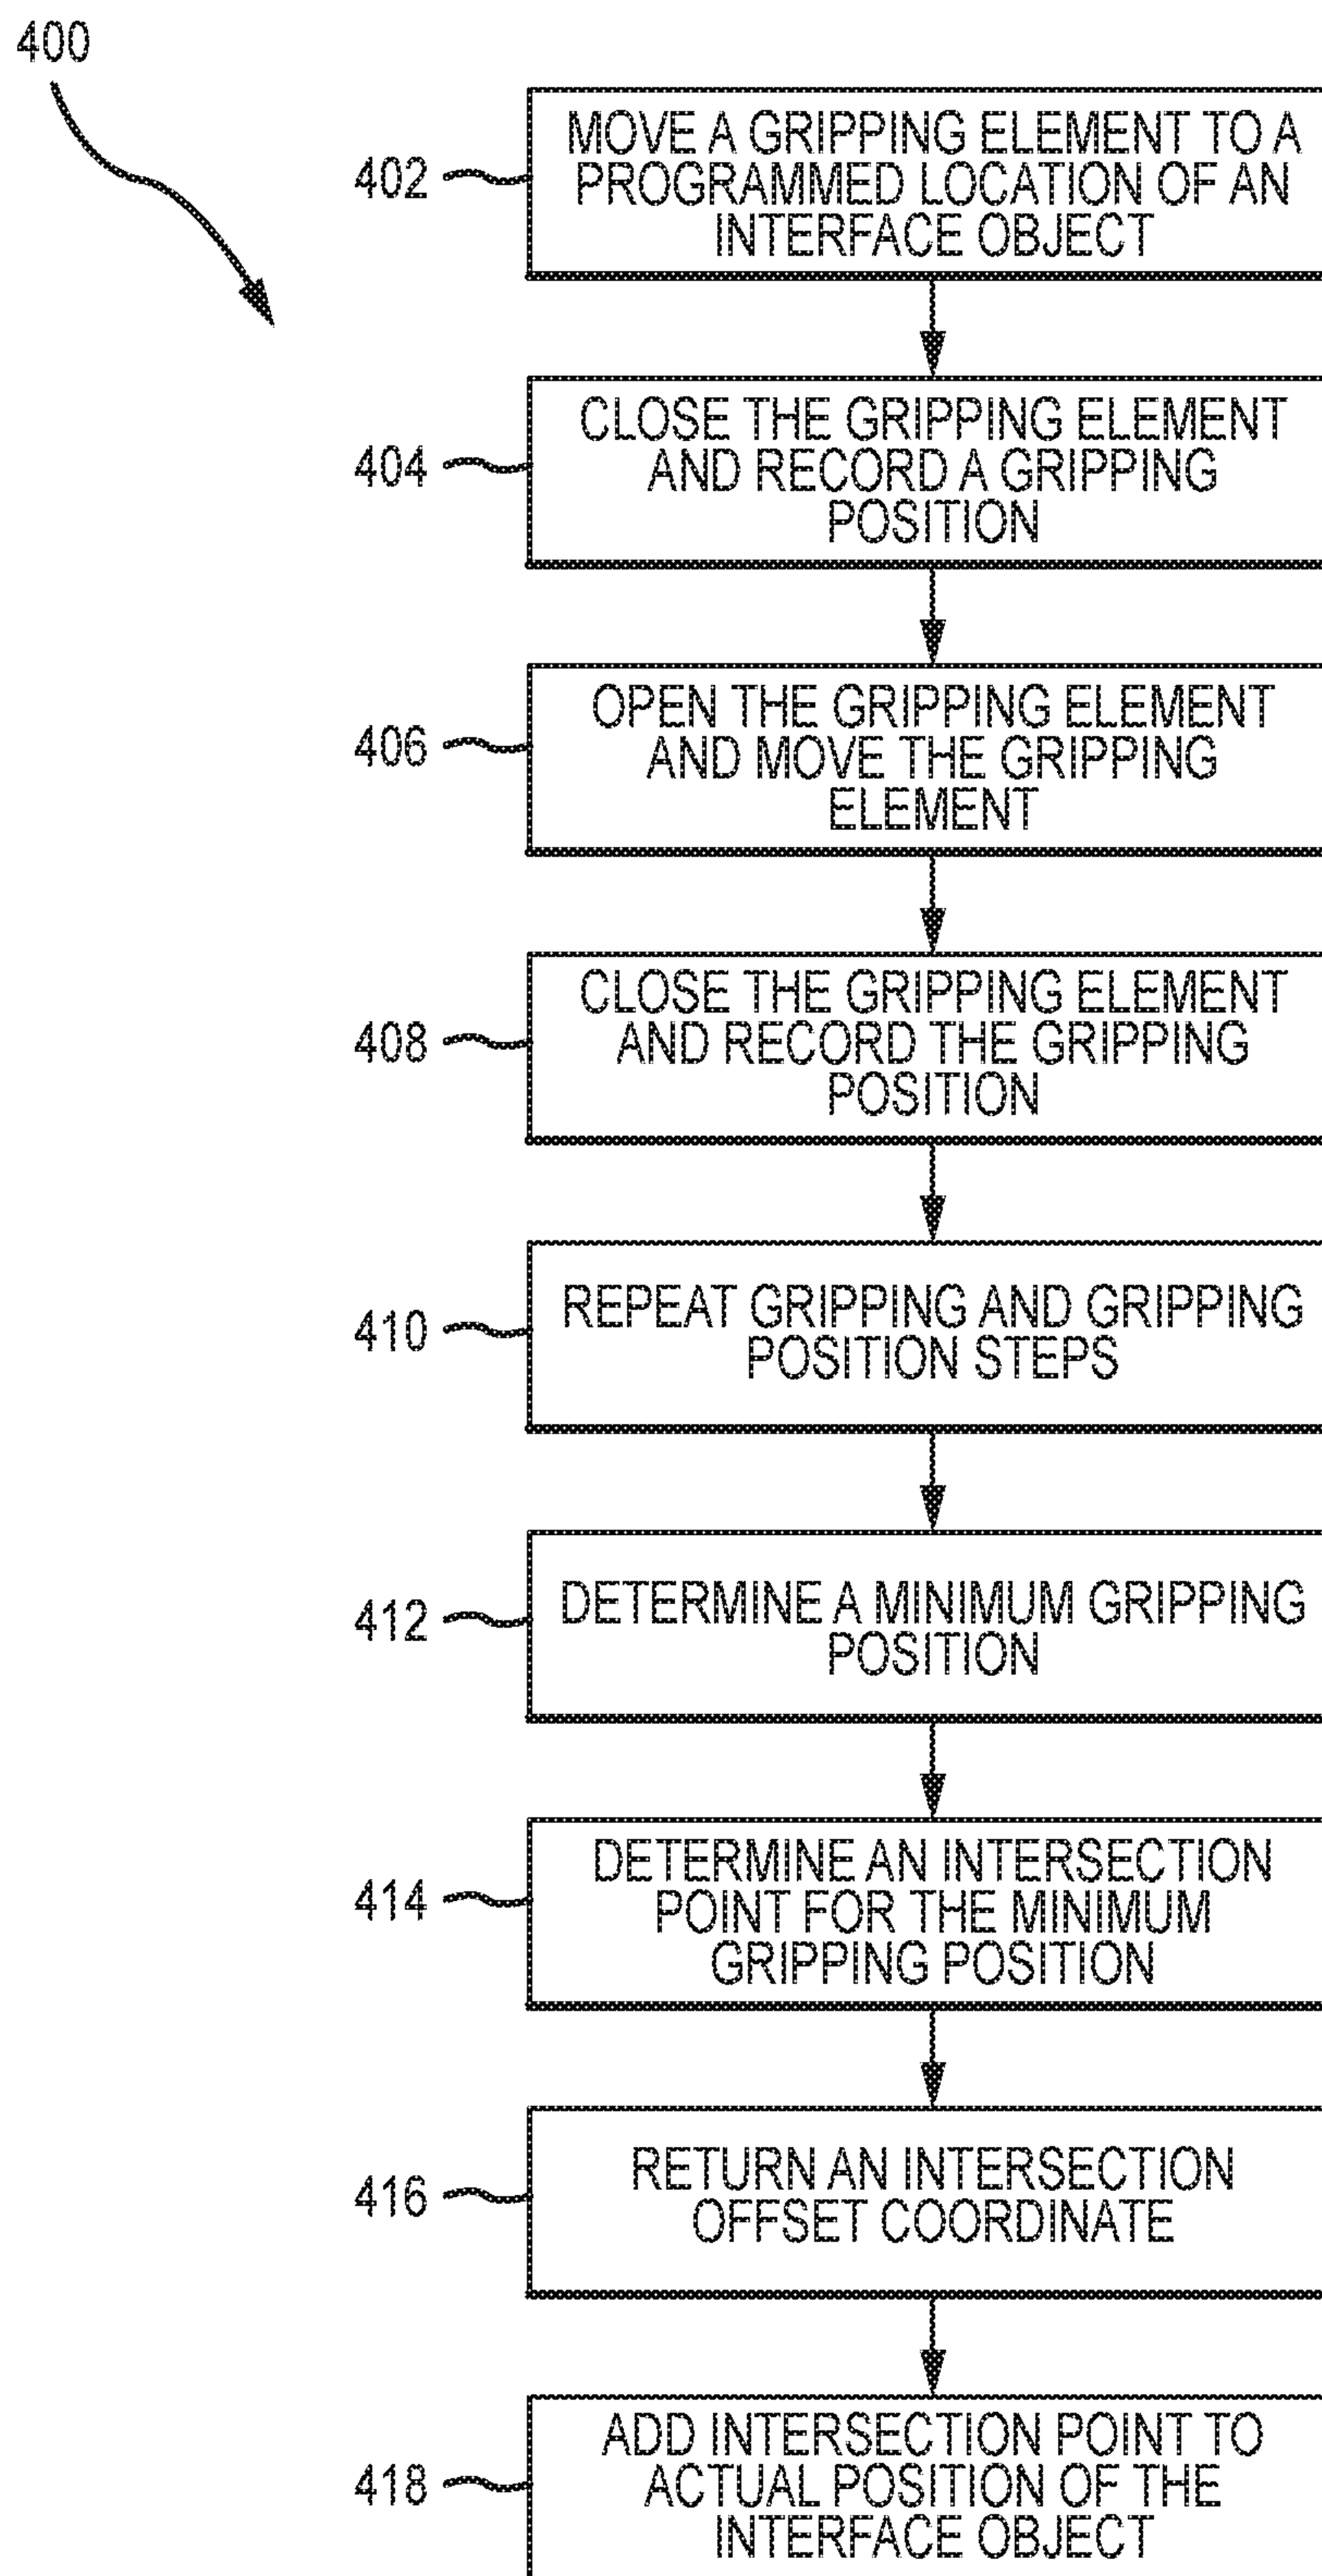 400
402
MOVE A GRIPPING ELEMENT TO A
PROGRAMMED LOCATION OF AN
INTERFACE OBJECT
404
CLOSE THE GRIPPING ELEMENT
AND RECORD A GRIPPING
POSITION
406
OPEN THE GRIPPING ELEMENT
AND MOVE THE GRIPPING
ELEMENT
408
CLOSE THE GRIPPING ELEMENT
AND RECORD THE GRIPPING
POSITION
410
REPEAT GRIPPING AND GRIPPING
POSITION STEPS
412
DETERMINE A MINIMUM GRIPPING
POSITION
414
DETERMINE AN INTERSECTION
POINT FOR THE MINIMUM
GRIPPING POSITION
416
RETURN AN INTERSECTION
OFFSET COORDINATE
418
ADD INTERSECTION POINT TO
ACTUAL POSITION OF THE
INTERFACE OBJECT